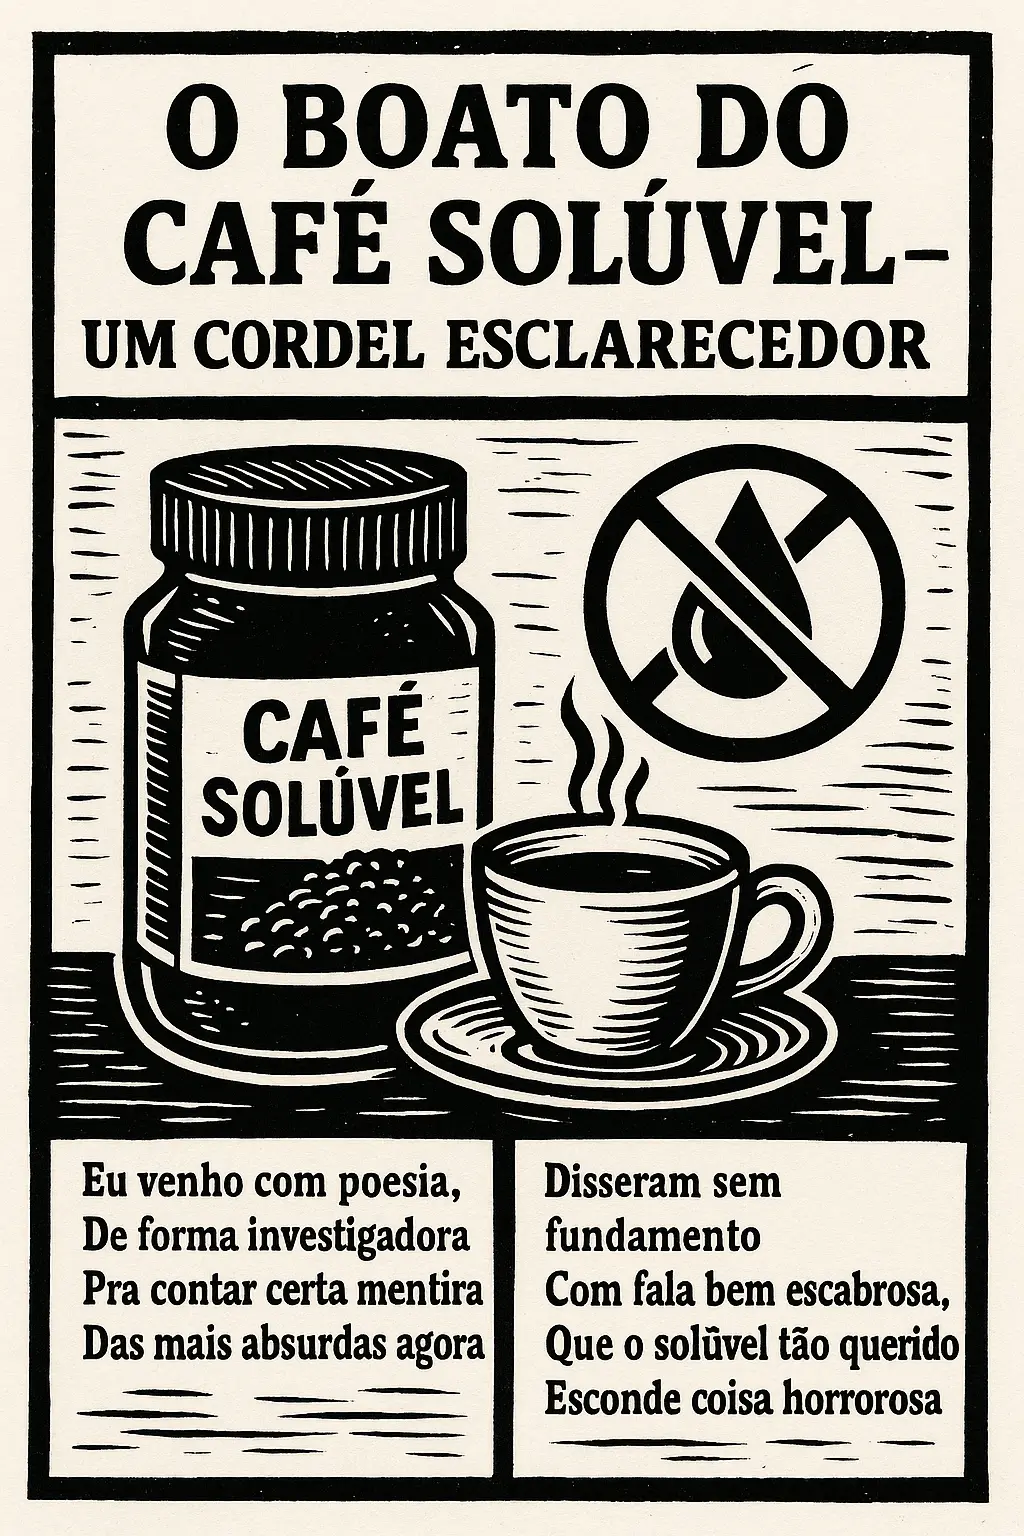 O BOATO DO
CAFÉ SOLÚVEL–
UM CORDEL ESCLARECEDOR
CAFÉ
SOLÚVEL
Eu venho com poesia,
De forma investigadora
Pra contar certa mentira
Das mais absurdas agora
Disseram sem
fundamento
Com fala bem escabrosa,
Que o solúvel tão querido
Esconde coisa horrorosa